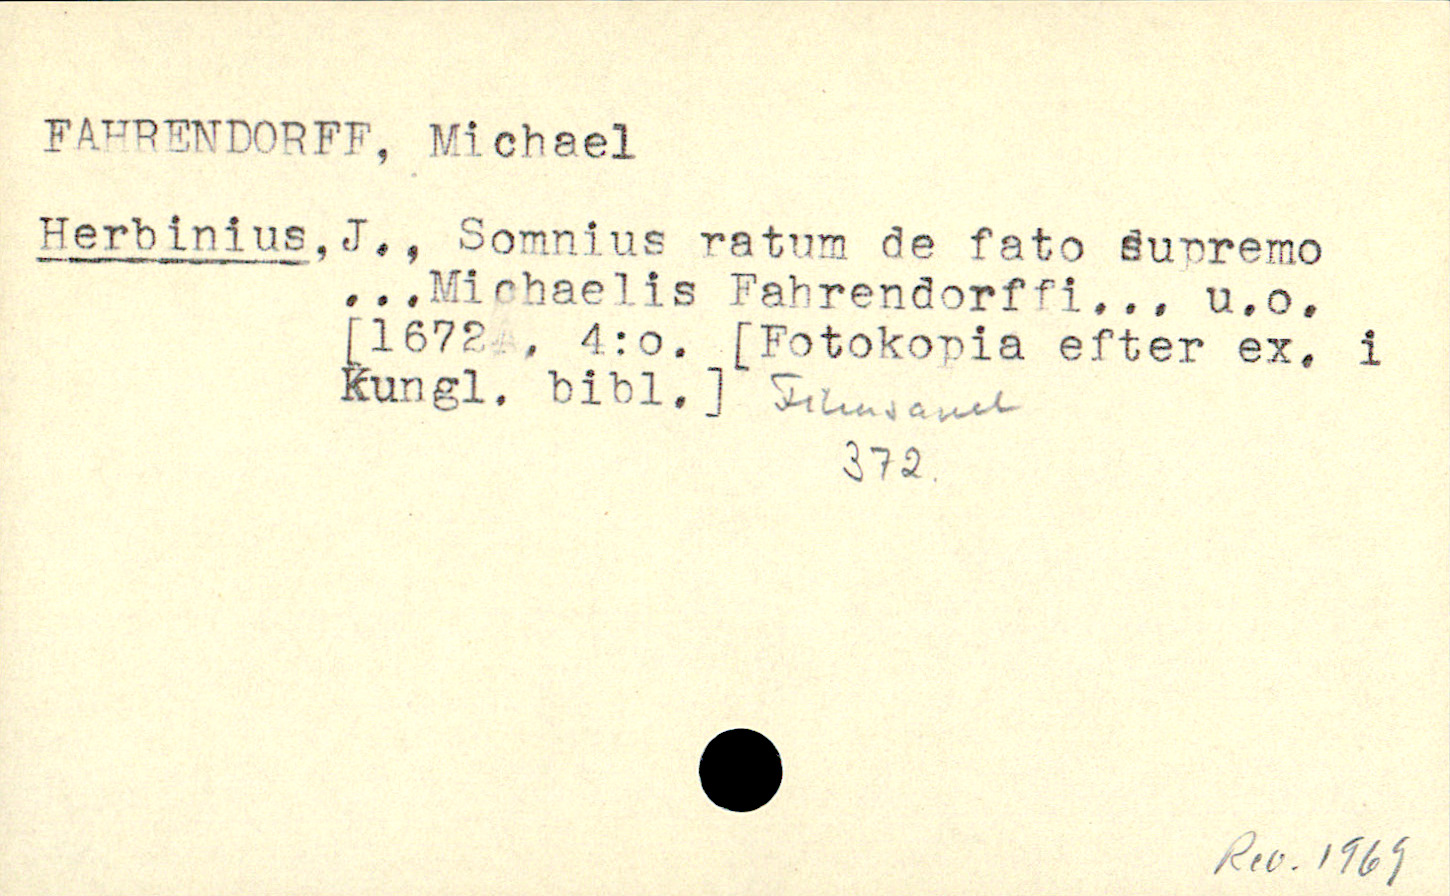 FAHRENDORFF, Michael
Herbinius, J., Somnius ratum de fato supremo
...Michaelis Fahrendorffi... u.o.
[1672. 4:o. [Fotokopia efter ex. i
Kungl. bibl.]
372.
Rev. 1969